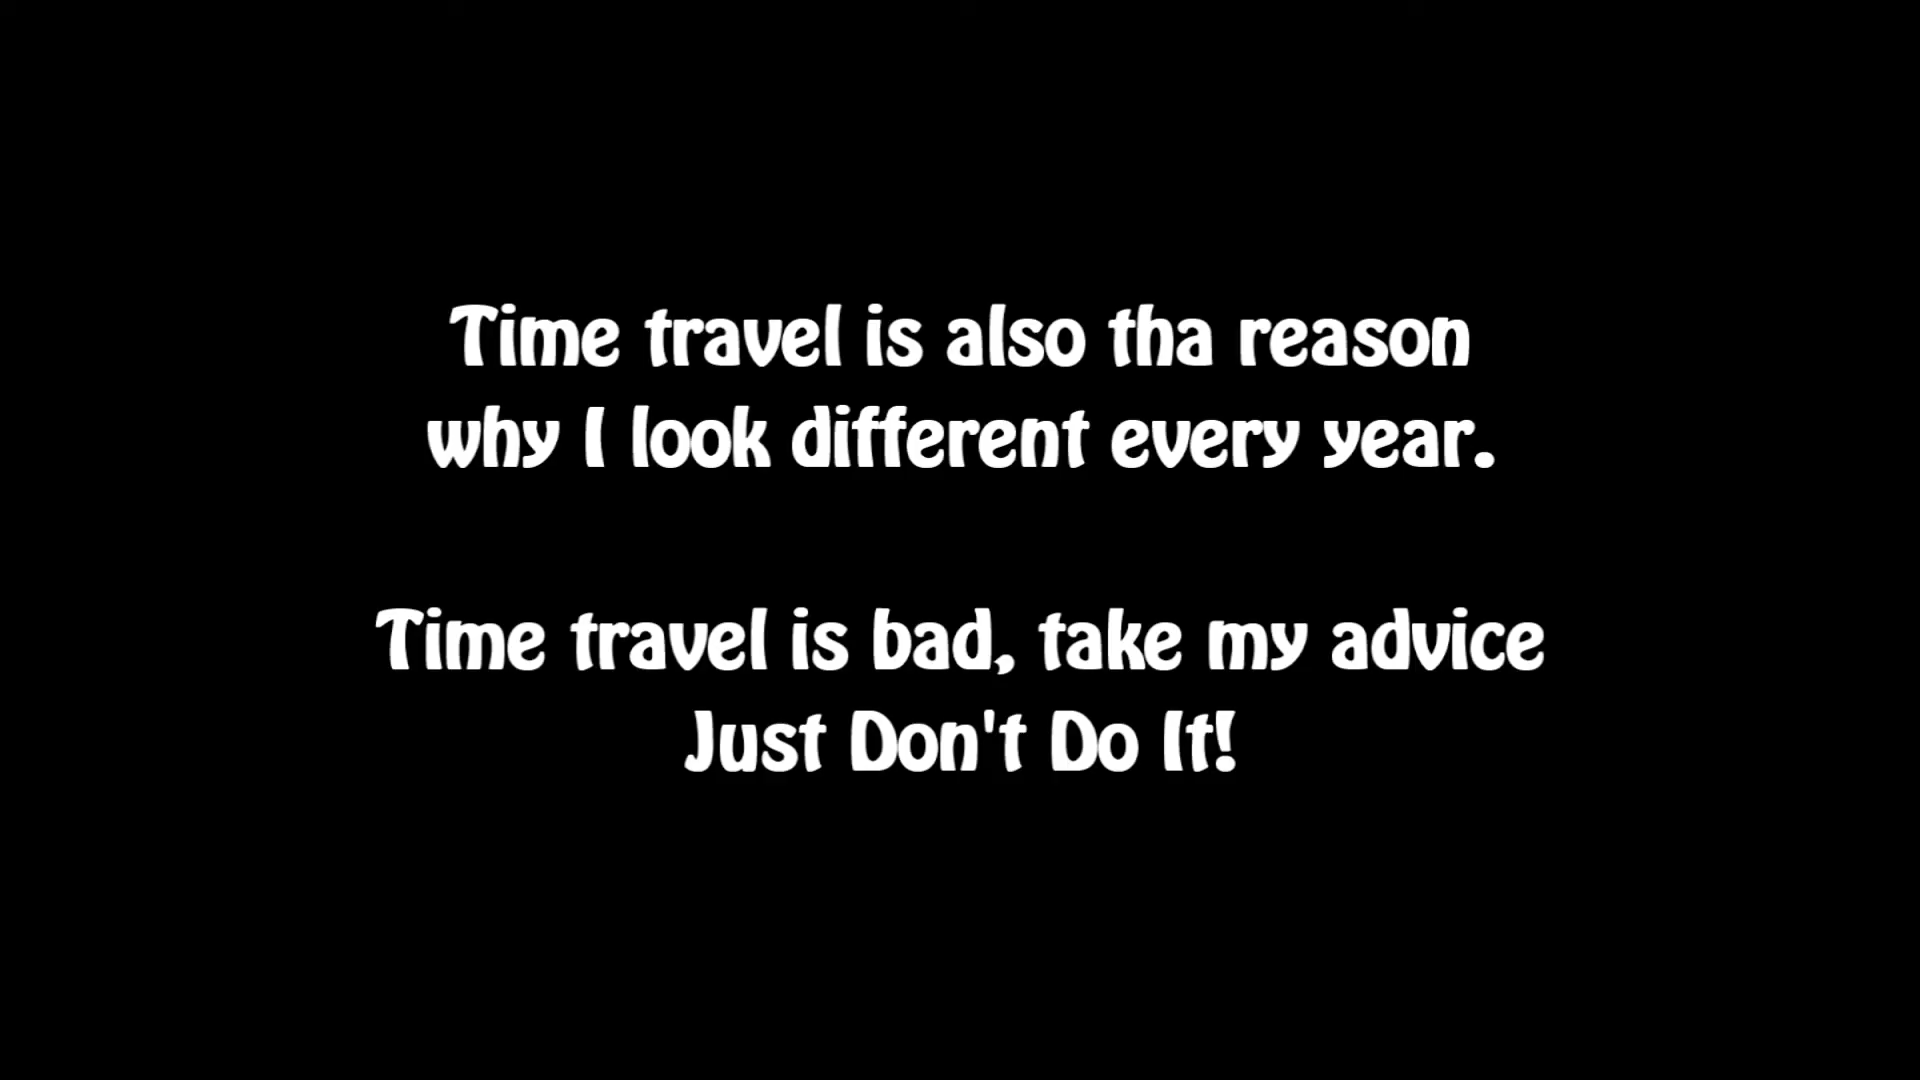 Time travel is also tha reason
why I look different every year.
Time travel is bad, take my advice
Just Don't Do It!